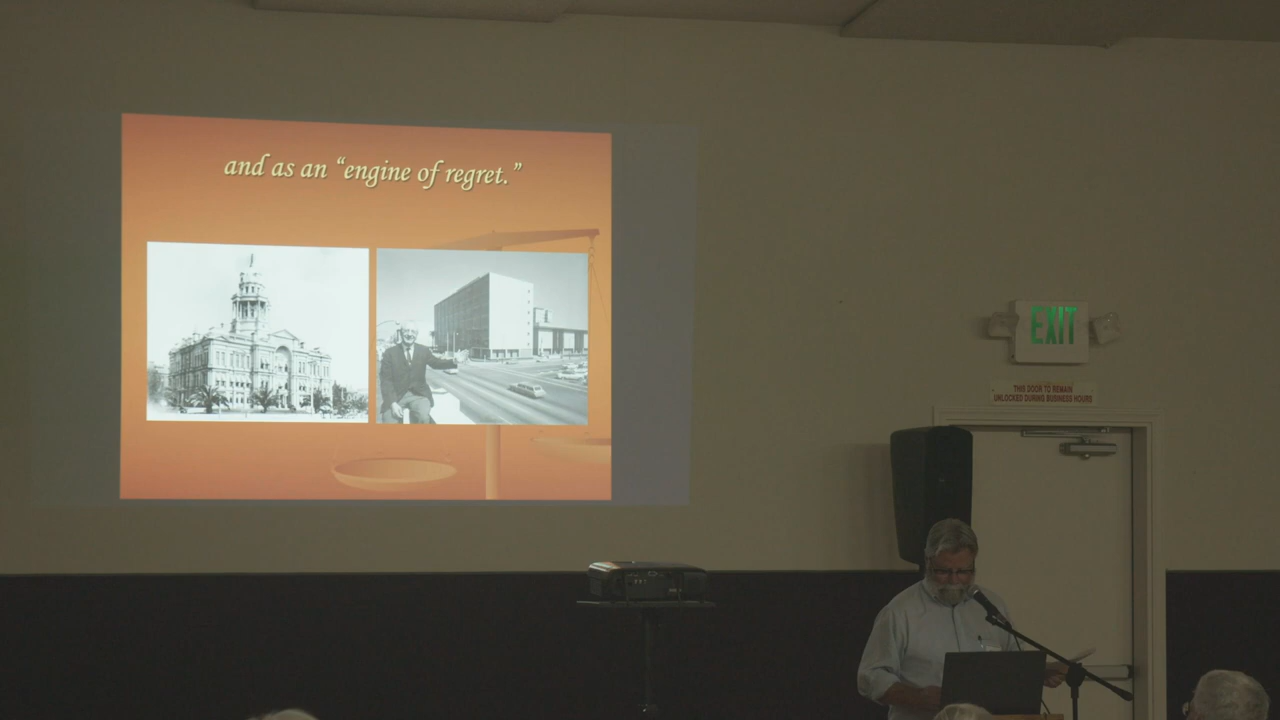 and as an “engine of regret.”
EXIT
THIS DOOR TO REMAIN
UNLOCKED DURING BUSINESS HOURS